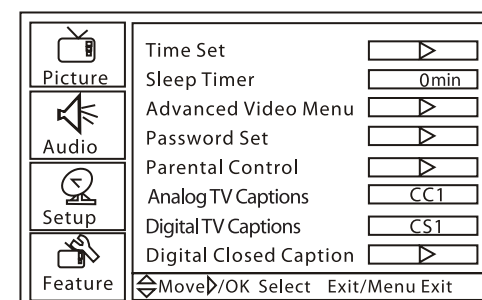 Picture
Audio
Setup
Feature
Time Set
Sleep Timer 0min
Advanced Video Menu
Password Set
Parental Control
Analog TV Captions CC1
Digital TV Captions CS1
Digital Closed Caption
Move /OK Select Exit/Menu Exit